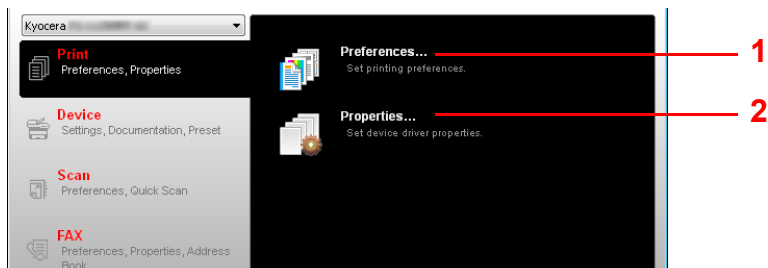 Kyocera
Print
Preferences, Properties
Device
Settings, Documentation, Preset
Scan
Preferences, Quick Scan
FAX
Preferences, Properties, Address
Book
Preferences...
Set printing preferences.
Properties...
Set device driver properties.
1
2